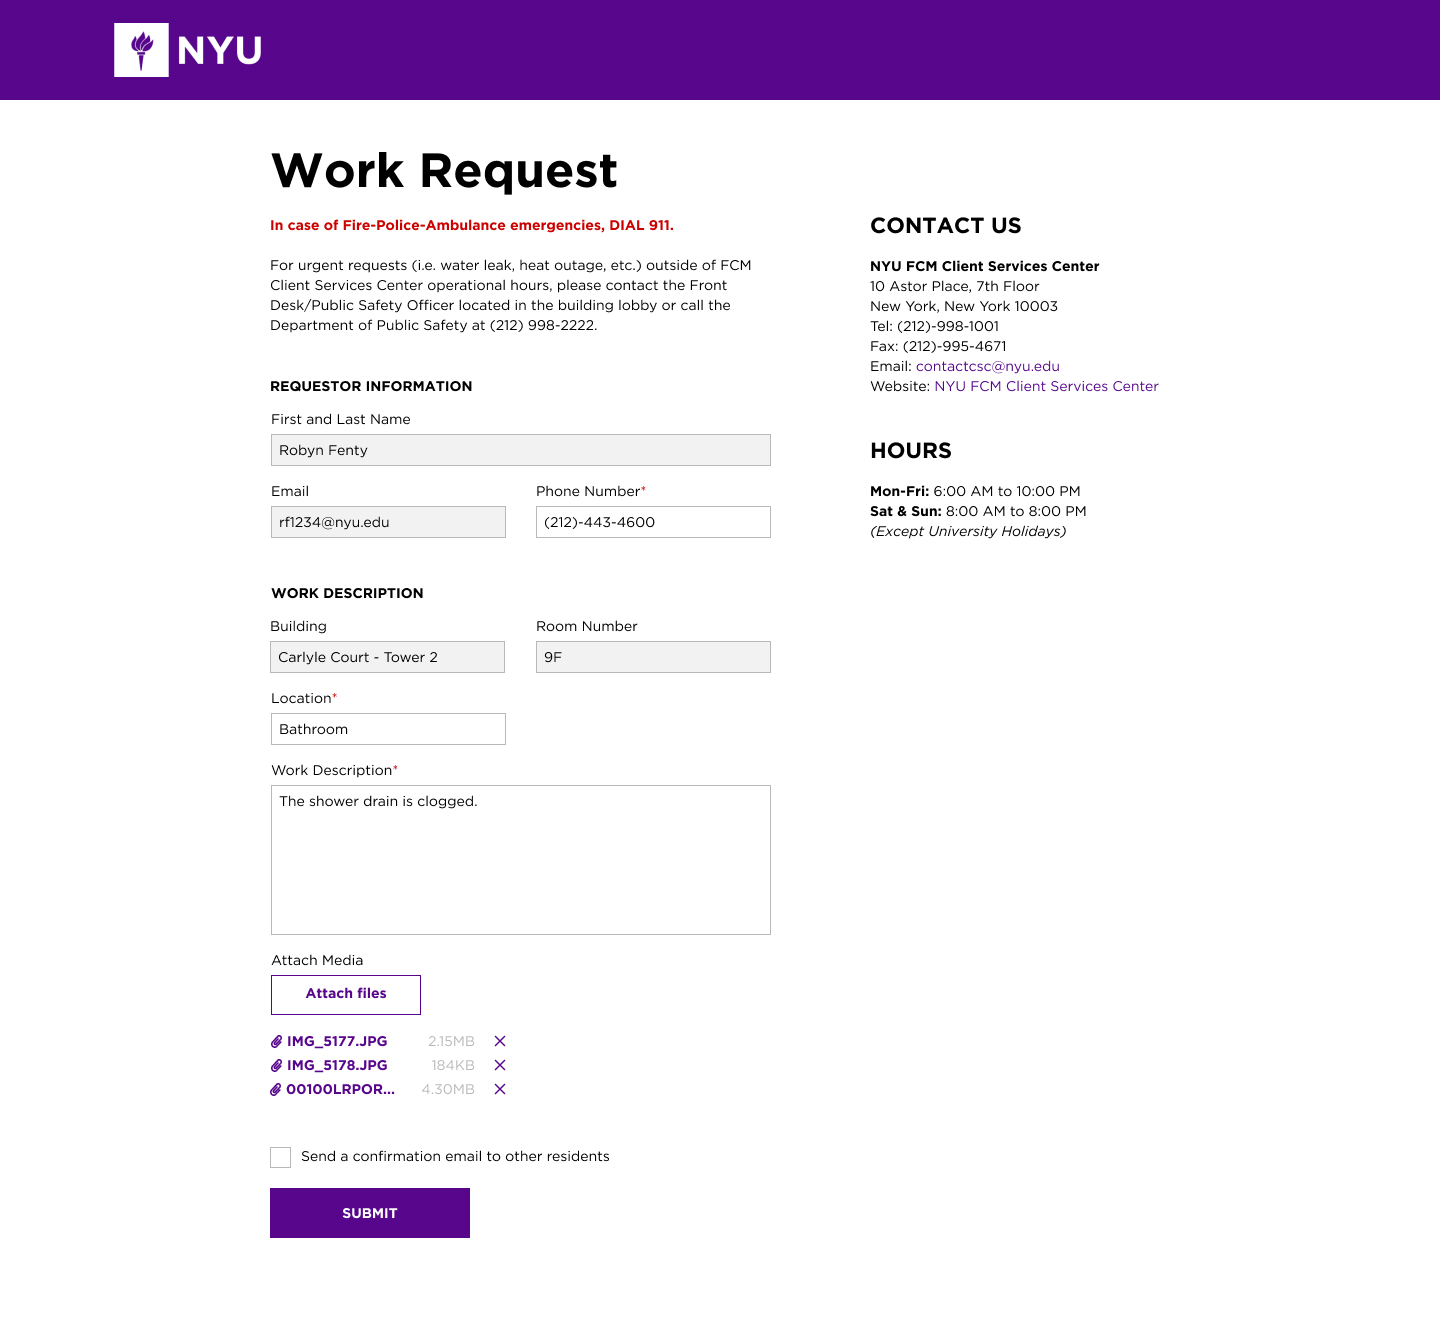 NYU
Work Request
In case of Fire-Police-Ambulance emergencies, DIAL 911.
For urgent requests (i.e. water leak, heat outage, etc.) outside of FCM
Client Services Center operational hours, please contact the Front
Desk/Public Safety Officer located in the building lobby or call the
Department of Public Safety at (212) 998-2222.
REQUESTOR INFORMATION
First and Last Name
Robyn Fenty
Email
rf1234@nyu.edu
Phone Number*
(212)-443-4600
WORK DESCRIPTION
Building
Carlyle Court - Tower 2
Room Number
9F
Location*
Bathroom
Work Description*
The shower drain is clogged.
Attach Media
Attach files
IMG_5177.JPG 2.15MB
IMG_5178.JPG 184KB
00100LRPOR... 4.30MB
Send a confirmation email to other residents
SUBMIT
CONTACT US
NYU FCM Client Services Center
10 Astor Place, 7th Floor
New York, New York 10003
Tel: (212)-998-1001
Fax: (212)-995-4671
Email: contactcsc@nyu.edu
Website: NYU FCM Client Services Center
HOURS
Mon-Fri: 6:00 AM to 10:00 PM
Sat & Sun: 8:00 AM to 8:00 PM
(Except University Holidays)